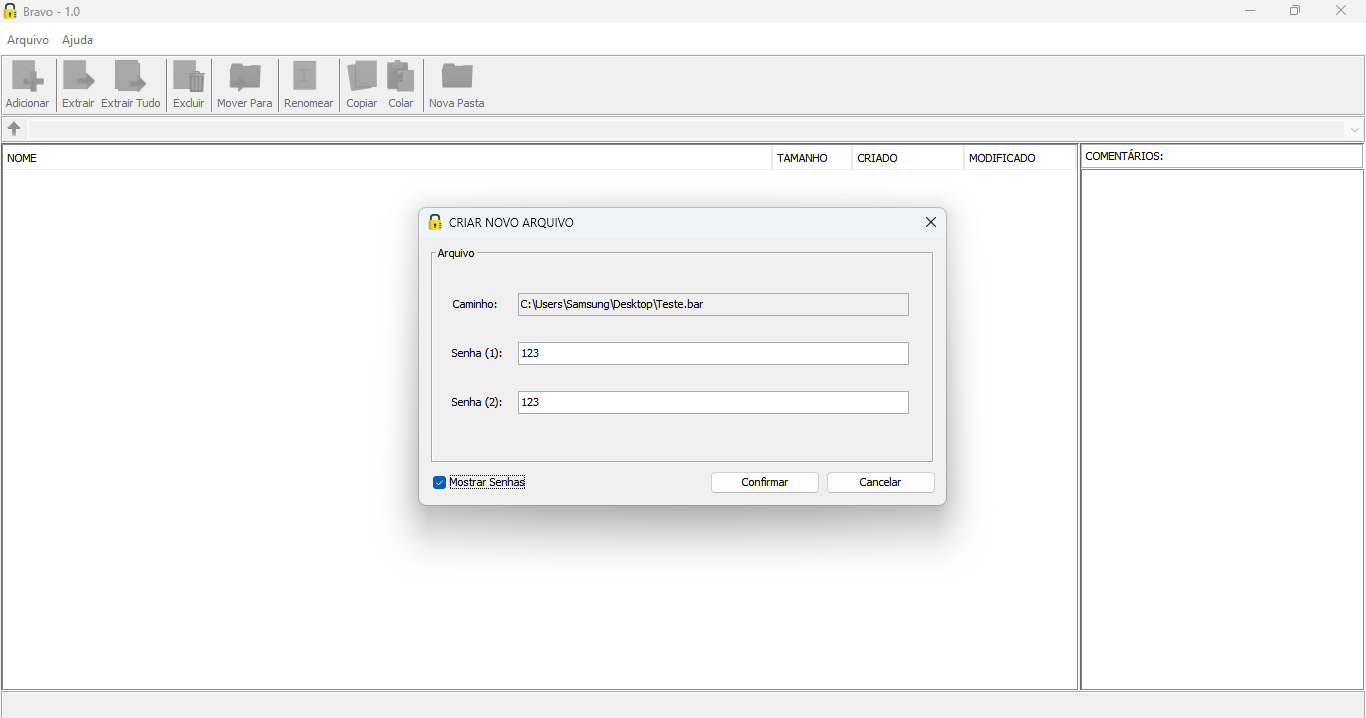 Bravo - 1.0
Arquivo Ajuda
Adicionar Extrair Extrair Tudo Excluir Mover Para Renomear Copiar Colar Nova Pasta
NOME TAMANHO CRIADO MODIFICADO COMENTÁRIOS:
CRIAR NOVO ARQUIVO
Arquivo
Caminho: C:\Users\Samsung\Desktop\Teste.bar
Senha (1): 123
Senha (2): 123
Mostrar Senhas Confirmar Cancelar